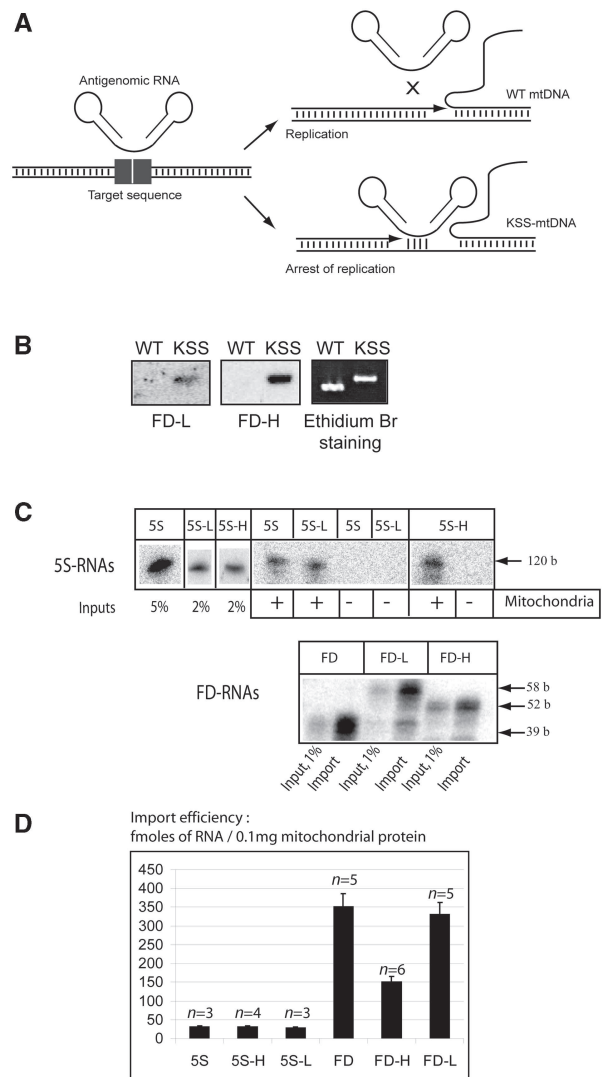 A
Antigenomic RNA
Target sequence
X
WT mtDNA
Replication
KSS-mtDNA
Arrest of replication
B
WT KSS WT KSS WT KSS
FD-L FD-H Ethidium Br
staining
C
5S 5S-L 5S-H 5S 5S-L 5S 5S-L 5S-H
5S-RNAs
120 b
Inputs 5% 2% 2% + + - - + - Mitochondria
FD FD-L FD-H
FD-RNAs
58 b
52 b
39 b
Input, 1% Import Input, 1% Import Input, 1% Import
D
Import efficiency :
fmoles of RNA / 0.1mg mitochondrial protein
450
400
350
300
250
200
150
100
50
0
n=3 n=4 n=3 n=5 n=6 n=5
5S 5S-H 5S-L FD FD-H FD-L